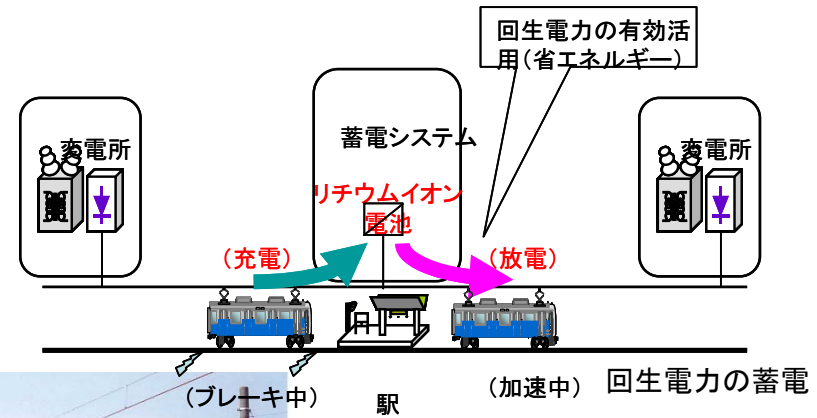 回生電力の有効活
用(省エネルギー)
変電所
蓄電システム
変電所
リチウムイオン
電池
(充電)
(放電)
(ブレーキ中)
駅
(加速中)
回生電力の蓄電